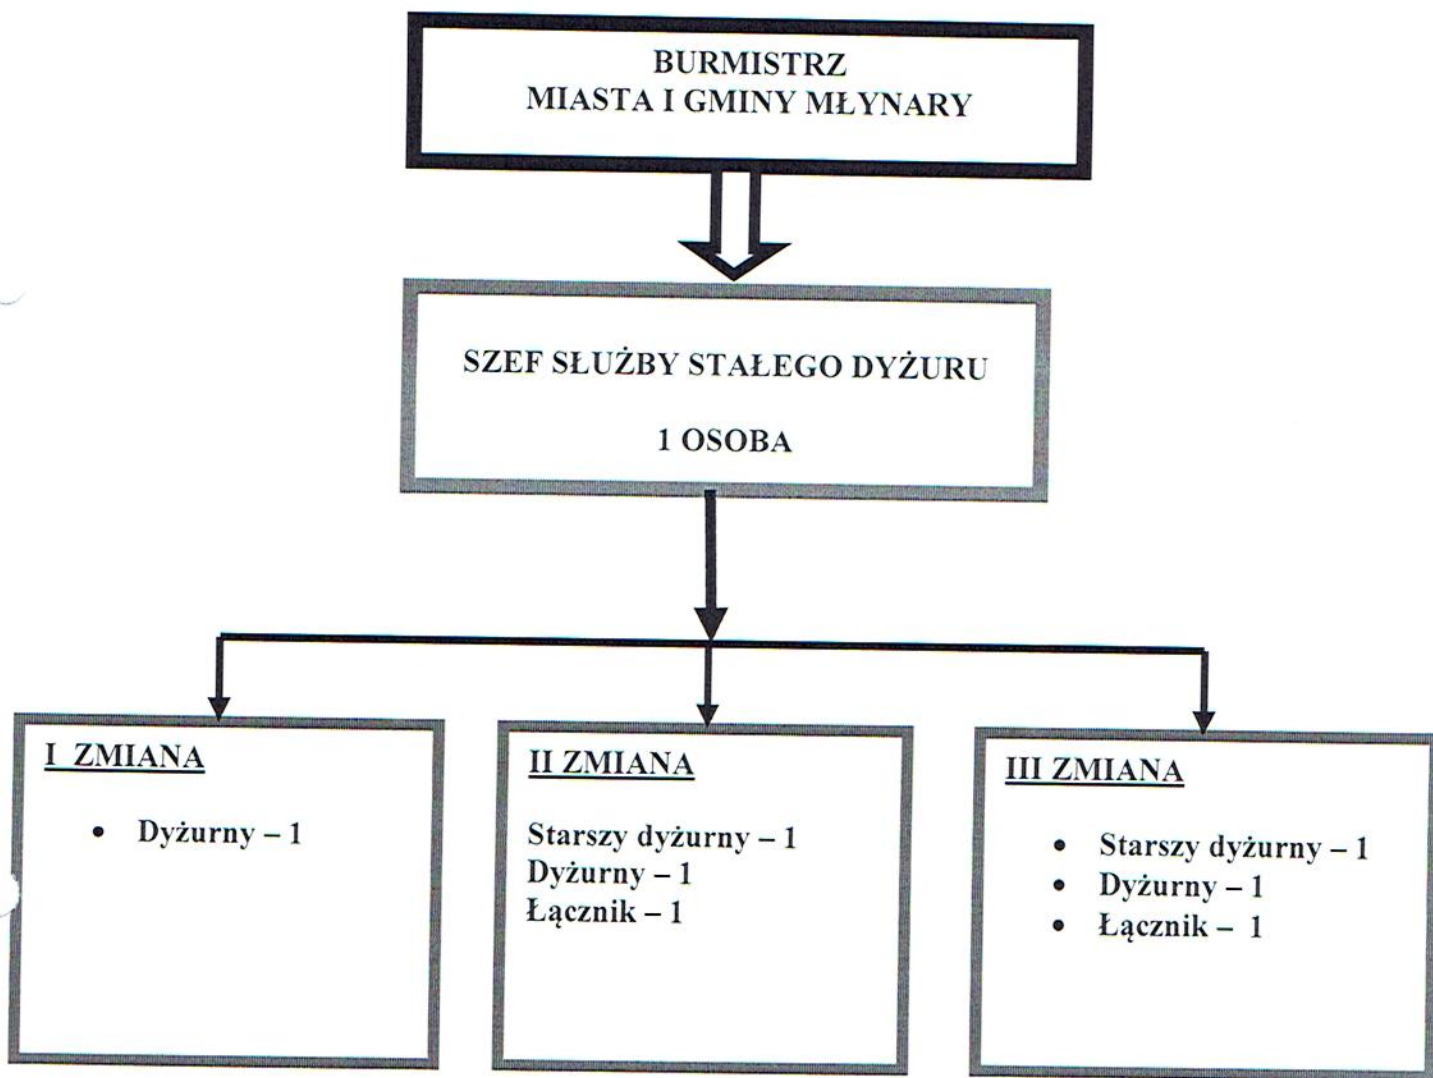 BURMISTRZ
MIASTA I GMINY MŁYNARY
SZEF SŁUŻBY STAŁEGO DYŻURU
1 OSOBA
I ZMIANA
• Dyżurny – 1
II ZMIANA
Starszy dyżurny – 1
Dyżurny – 1
Łącznik – 1
III ZMIANA
• Starszy dyżurny – 1
• Dyżurny – 1
• Łącznik – 1